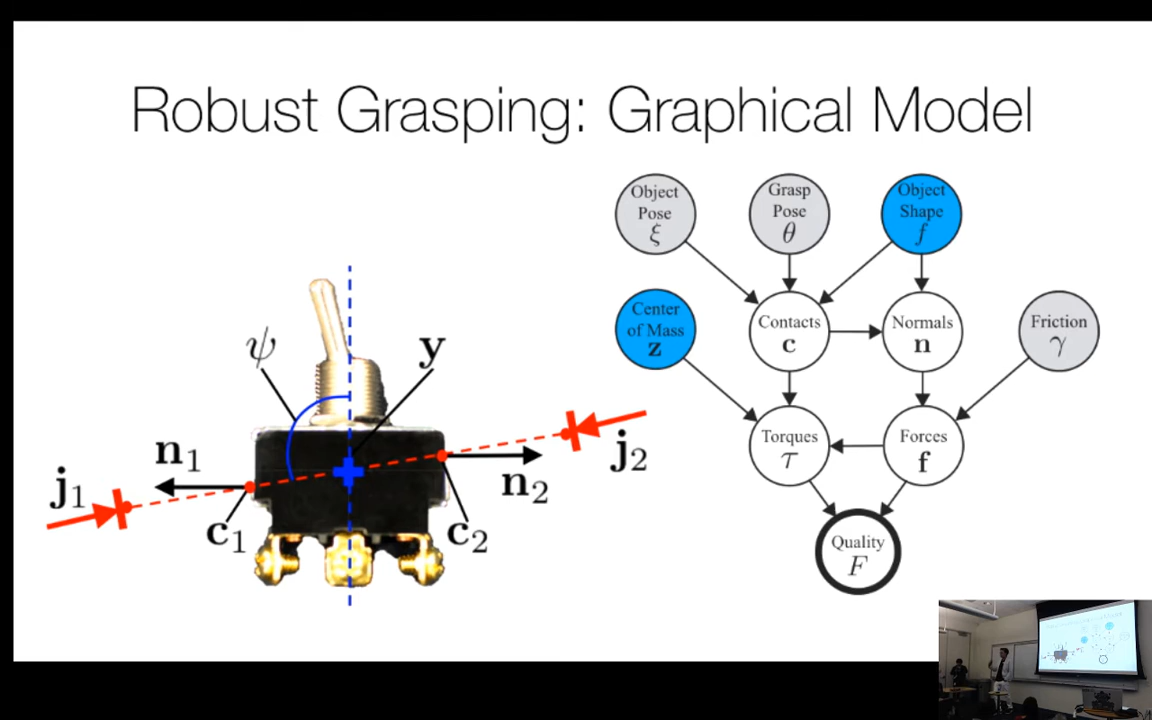 Robust Grasping: Graphical Model
ψ
y
n₁
j₁
c₁
j₂
n₂
c₂
Object
Pose
ξ
Grasp
Pose
θ
Object
Shape
f
Center
of Mass
z
Contacts
c
Normals
n
Friction
γ
Torques
τ
Forces
f
Quality
F